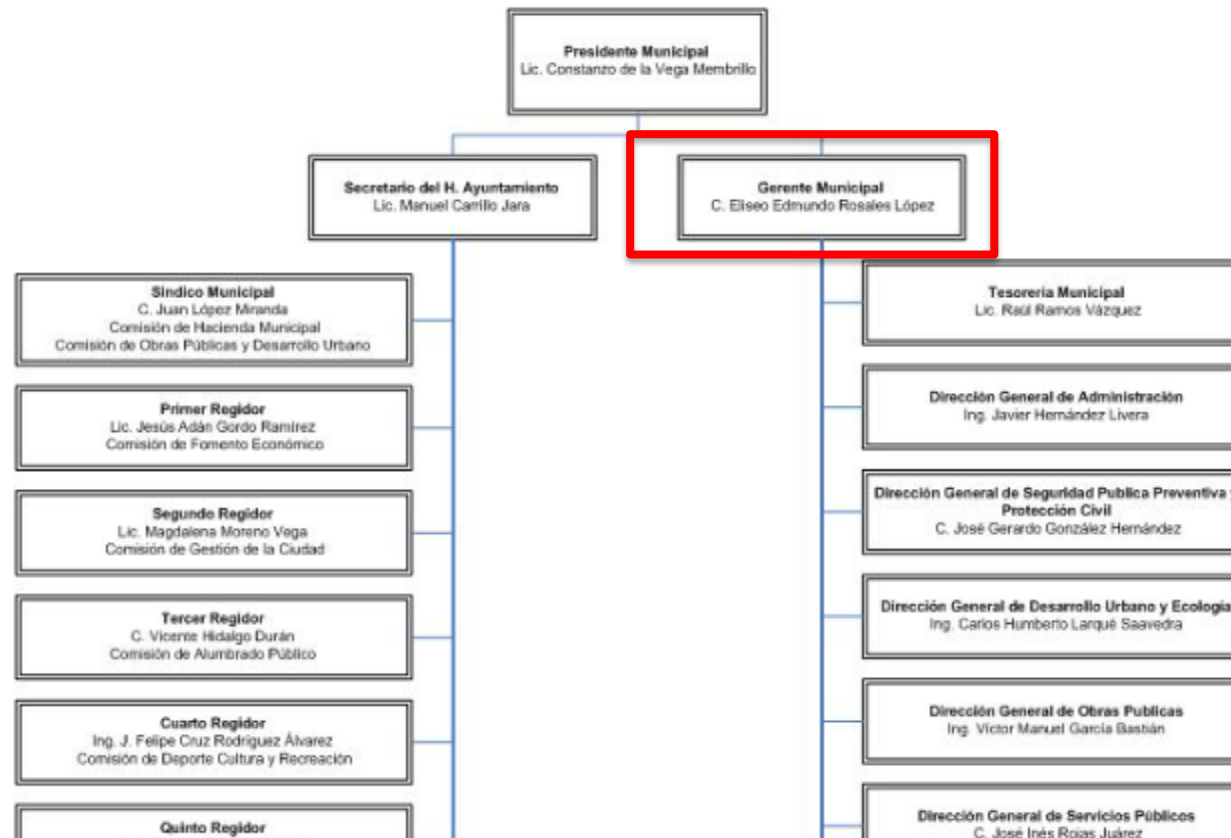 Presidente Municipal
Lic. Constanzo de la Vega Membrillo
Secretario del H. Ayuntamiento
Lic. Manuel Carrillo Jara
Gerente Municipal
C. Eliseo Edmundo Rosales López
Sindico Municipal
C. Juan López Miranda
Comisión de Hacienda Municipal
Comisión de Obras Públicas y Desarrollo Urbano
Primer Regidor
Lic. Jesús Adán Gordo Ramírez
Comisión de Fomento Económico
Segundo Regidor
Lic. Magdalena Moreno Vega
Comisión de Gestión de la Ciudad
Tercer Regidor
C. Vicente Hidalgo Durán
Comisión de Alumbrado Público
Cuarto Regidor
Ing. J. Felipe Cruz Rodríguez Álvarez
Comisión de Deporte Cultura y Recreación
Quinto Regidor
Tesorería Municipal
Lic. Raúl Ramos Vázquez
Dirección General de Administración
Ing. Javier Hernández Livera
Dirección General de Seguridad Publica Preventiva y
Protección Civil
C. José Gerardo González Hernández
Dirección General de Desarrollo Urbano y Ecología
Ing. Carlos Humberto Larqué Saavedra
Dirección General de Obras Publicas
Ing. Víctor Manuel García Bastián
Dirección General de Servicios Públicos
C. José Inés Rojas Juárez